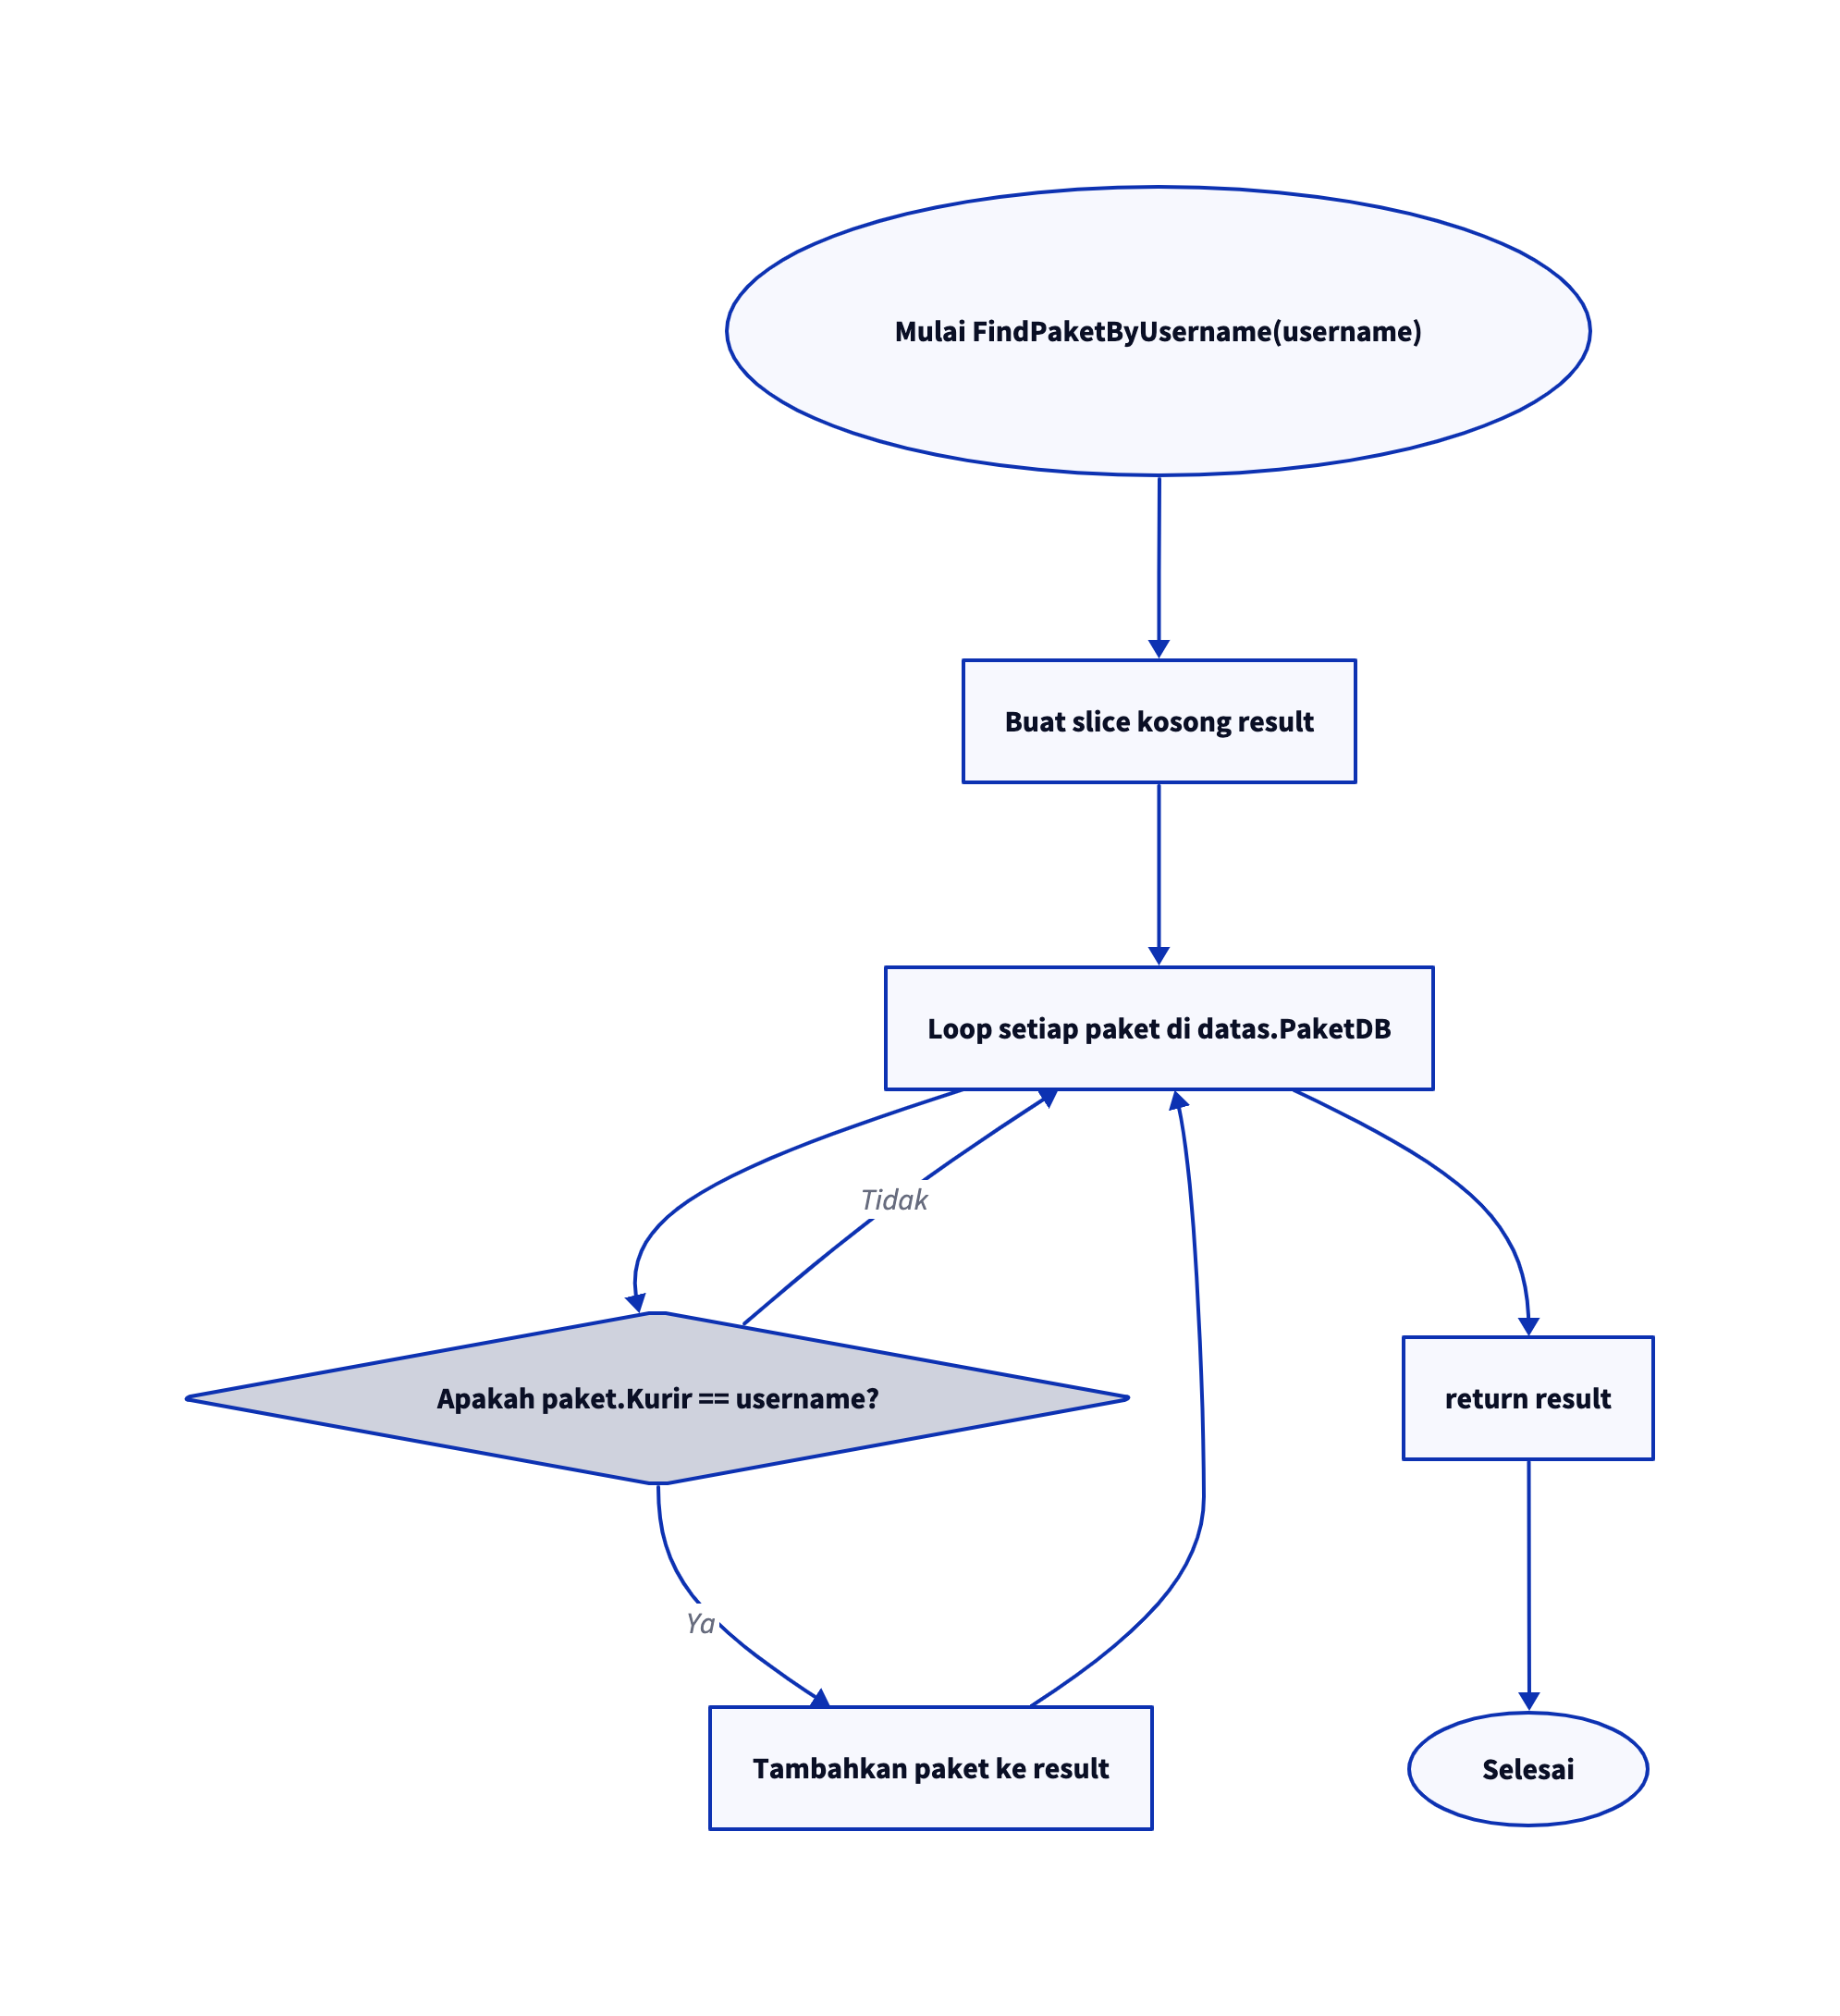 Mulai FindPaketByUsername(username)
Buat slice kosong result
Loop setiap paket di datas.PaketDB
Tidak
Apakah paket.Kurir == username?
return result
Ya
Tambahkan paket ke result
Selesai